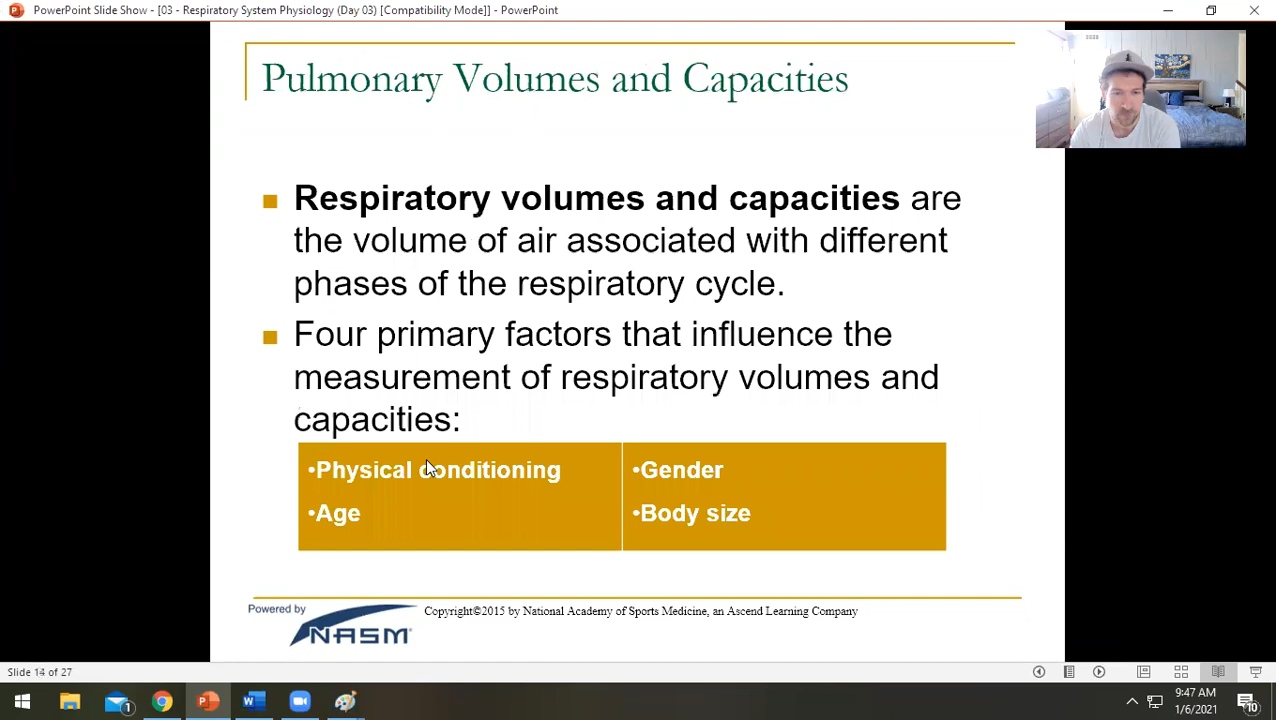 PowerPoint Slide Show - [03 - Respiratory System Physiology (Day 03) [Compatibility Mode]] - PowerPoint
Pulmonary Volumes and Capacities
Respiratory volumes and capacities are
the volume of air associated with different
phases of the respiratory cycle.
Four primary factors that influence the
measurement of respiratory volumes and
capacities:
•Physical conditioning
•Age
•Gender
•Body size
Powered by
NASM
Copyright©2015 by National Academy of Sports Medicine, an Ascend Learning Company
Slide 14 of 27
1
9:47 AM
1/6/2021
10